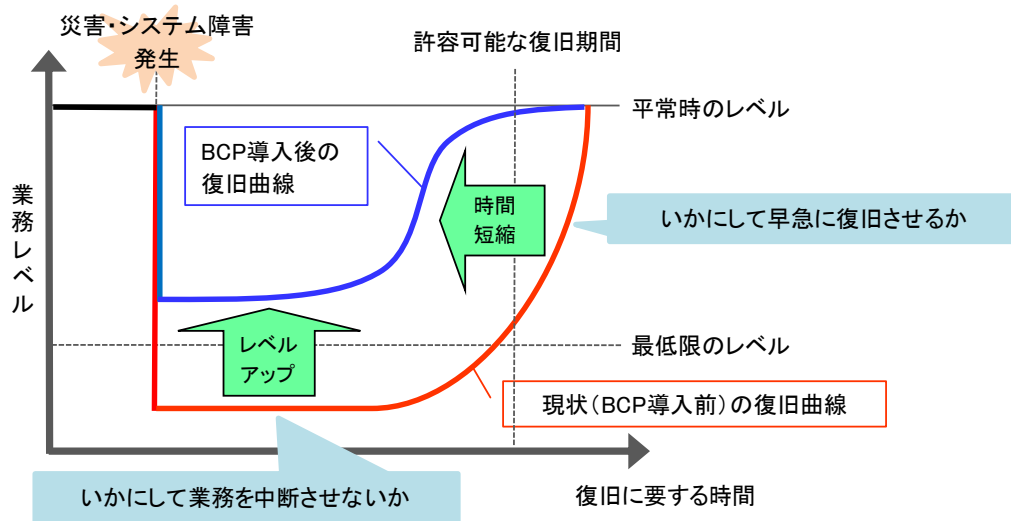 災害・システム障害
発生
許容可能な復旧期間
平常時のレベル
BCP導入後の
復旧曲線
業務レベル
時間
短縮
いかにして早急に復旧させるか
レベル
アップ
最低限のレベル
現状（BCP導入前）の復旧曲線
いかにして業務を中断させないか
復旧に要する時間